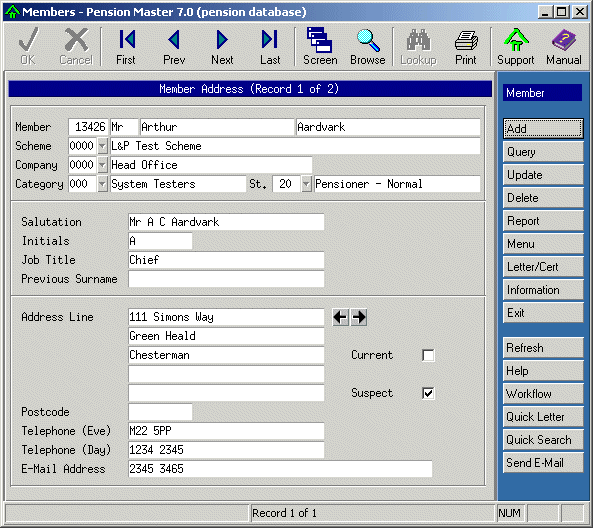 Members - Pension Master 7.0 (pension database)
OK Cancel First Prev Next Last Screen Browse Lookup Print Support Manual
Member Address (Record 1 of 2)
Member 13426 Mr Arthur Aardvark
Scheme 0000 L&P Test Scheme
Company 0000 Head Office
Category 000 System Testers St. 20 Pensioner - Normal
Salutation Mr A C Aardvark
Initials A
Job Title Chief
Previous Surname
Address Line 111 Simons Way
Green Heald
Chesterman
Current
Suspect
Postcode
Telephone (Eve) M22 5PP
Telephone (Day) 1234 2345
E-Mail Address 2345 3465
Member
Add
Query
Update
Delete
Report
Menu
Letter/Cert
Information
Exit
Refresh
Help
Workflow
Quick Letter
Quick Search
Send E-Mail
Record 1 of 1 NUM